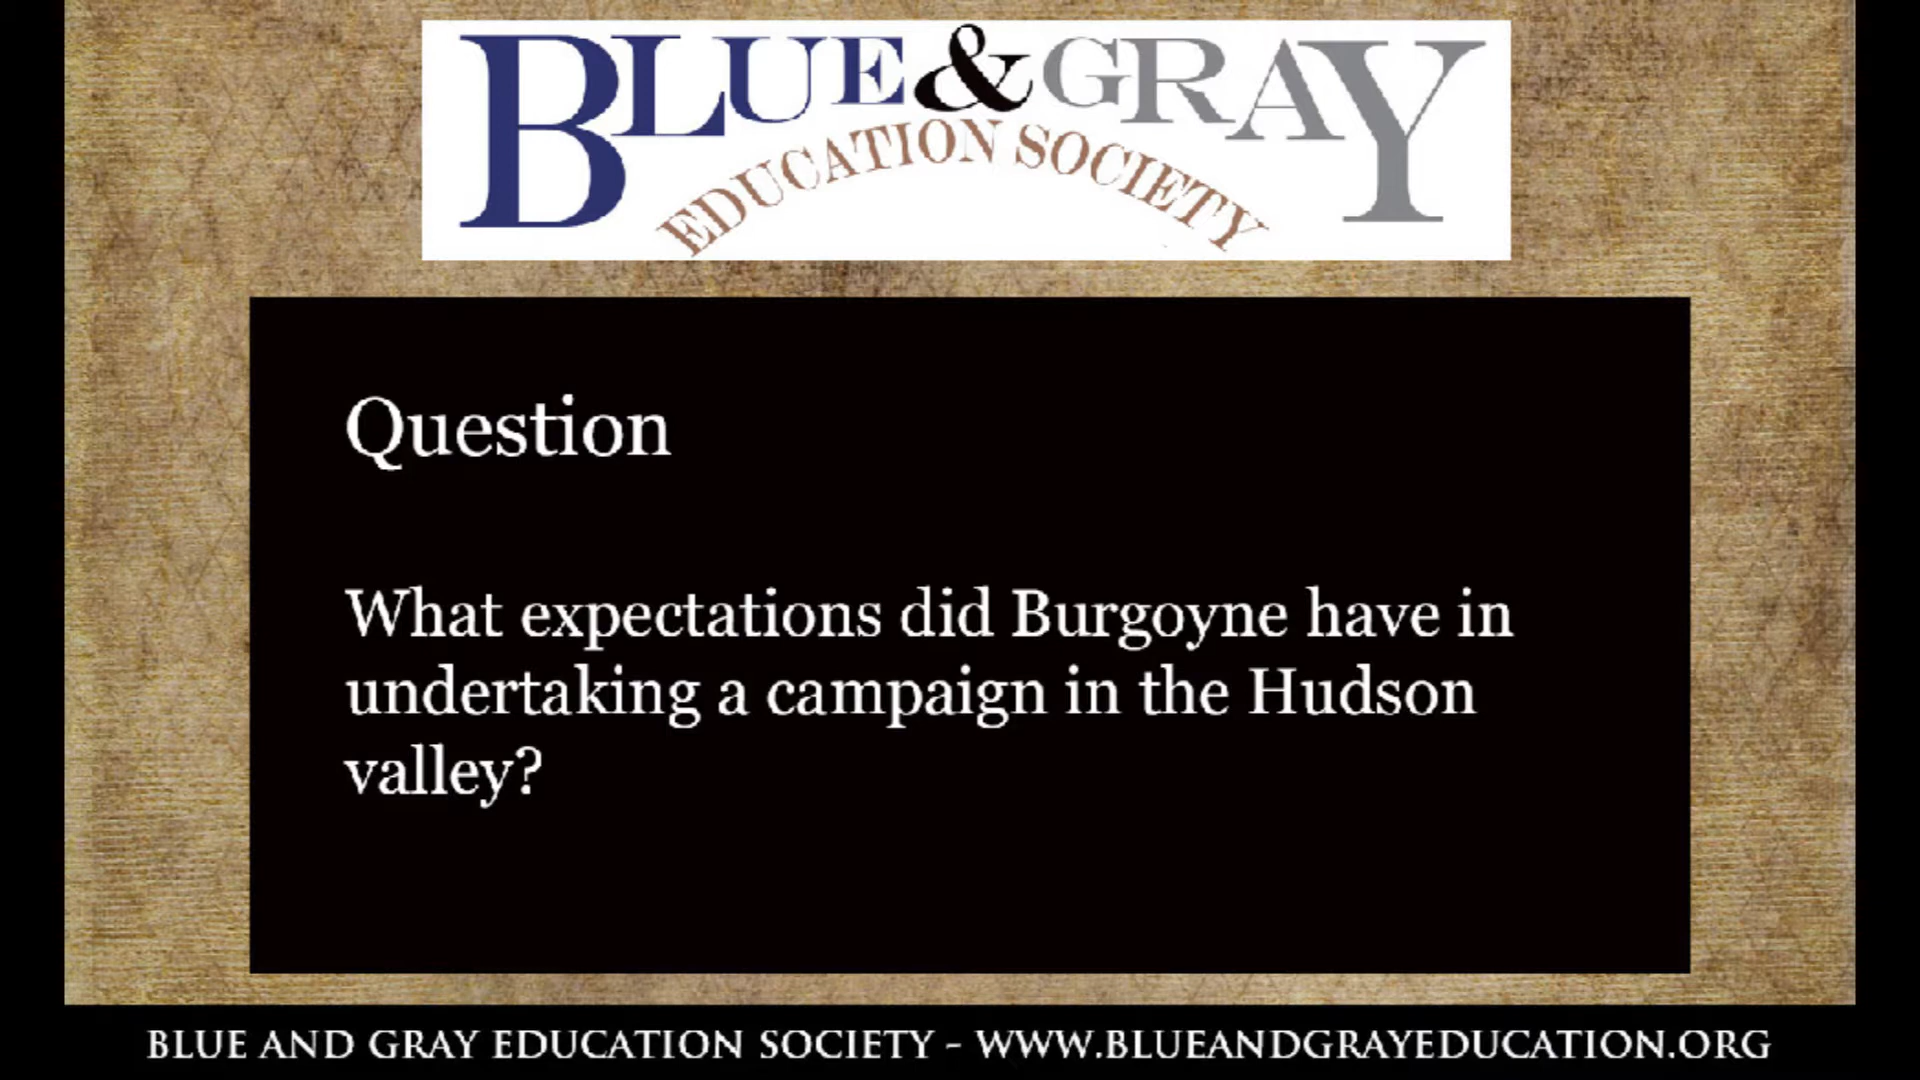 BLUE & GRAY
EDUCATION SOCIETY
Question
What expectations did Burgoyne have in
undertaking a campaign in the Hudson
valley?
BLUE AND GRAY EDUCATION SOCIETY - WWW.BLUEANDGRAYEDUCATION.ORG